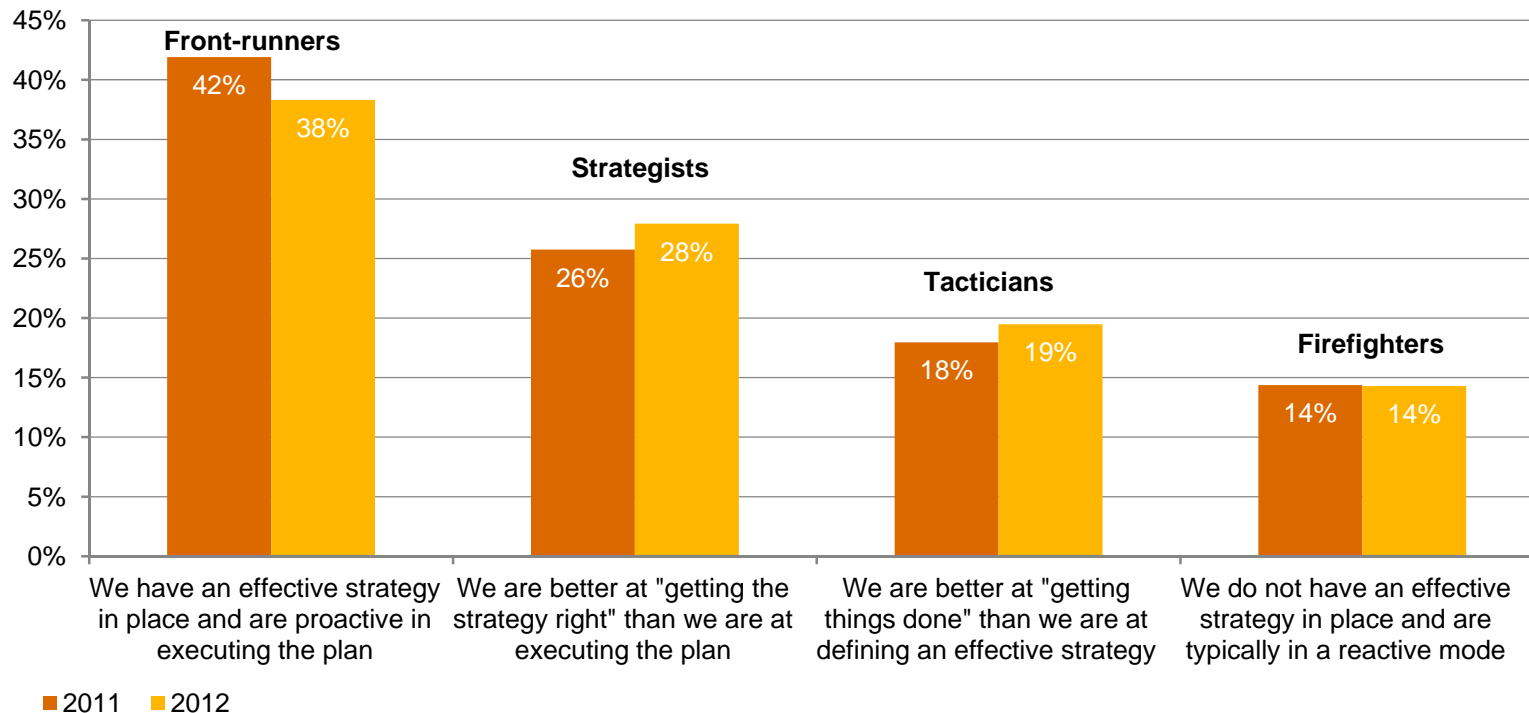 45%
40%
35%
30%
25%
20%
15%
10%
5%
0%
Front-runners
42%
38%
Strategists
26%
28%
Tacticians
18%
19%
Firefighters
14%
14%
We have an effective strategy
in place and are proactive in
executing the plan
We are better at "getting the
strategy right" than we are at
executing the plan
We are better at "getting
things done" than we are at
defining an effective strategy
We do not have an effective
strategy in place and are
typically in a reactive mode
2011 2012